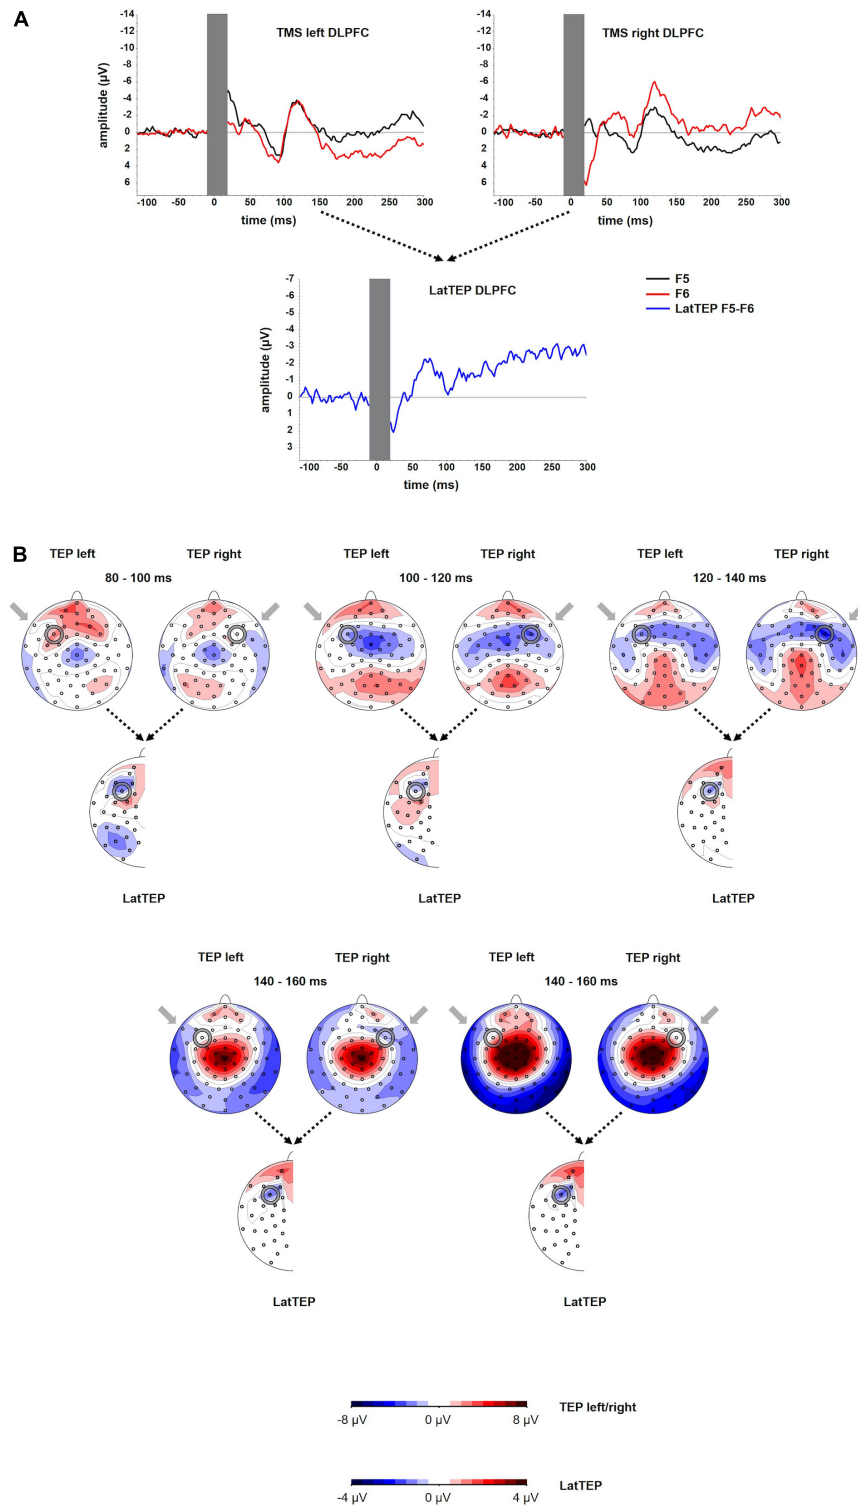 A
TMS left DLPFC
TMS right DLPFC
amplitude (µV)
-14
-12
-10
-8
-6
-4
-2
0
2
4
6
-100 -50 0 50 100 150 200 250 300
time (ms)
-14
-12
-10
-8
-6
-4
-2
0
2
4
6
-100 -50 0 50 100 150 200 250 300
time (ms)
LatTEP DLPFC
amplitude (µV)
-7
-6
-5
-4
-3
-2
-1
0
1
2
3
-100 -50 0 50 100 150 200 250 300
time (ms)
F5
F6
LatTEP F5-F6
B
TEP left TEP right
80 - 100 ms
LatTEP
TEP left TEP right
100 - 120 ms
LatTEP
TEP left TEP right
120 - 140 ms
LatTEP
TEP left TEP right
140 - 160 ms
LatTEP
TEP left TEP right
140 - 160 ms
LatTEP
-8 µV 0 µV 8 µV
TEP left/right
-4 µV 0 µV 4 µV
LatTEP